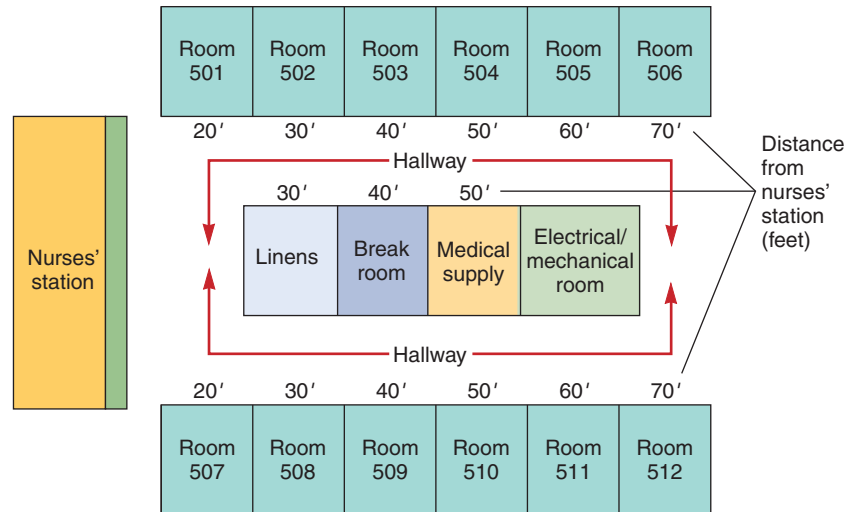 Room
501
Room
502
Room
503
Room
504
Room
505
Room
506
20'
30'
40'
50'
60'
70'
Distance
from
nurses'
station
(feet)
Hallway
30'
40'
50'
Nurses'
station
Linens
Break
room
Medical
supply
Electrical/
mechanical
room
Hallway
20'
30'
40'
50'
60'
70'
Room
507
Room
508
Room
509
Room
510
Room
511
Room
512